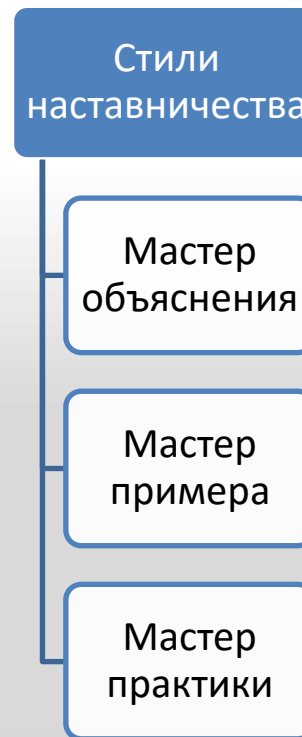 Стили
наставничества
Мастер
объяснения
Мастер
примера
Мастер
практики